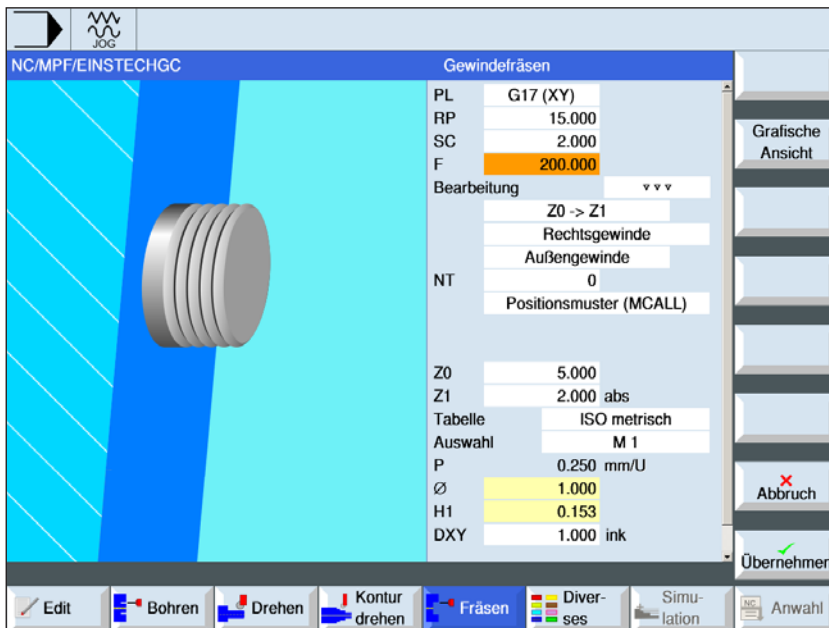 JOG
NC/MPF/EINSTECHGC
Gewindefräsen
PL G17 (XY)
RP 15.000
SC 2.000
F 200.000
Bearbeitung ▿▿▿
Z0 -> Z1
Rechtsgewinde
Außengewinde
NT 0
Positionsmuster (MCALL)
Z0 5.000
Z1 2.000 abs
Tabelle ISO metrisch
Auswahl M 1
P 0.250 mm/U
Ø 1.000
H1 0.153
DXY 1.000 ink
Grafische
Ansicht
Abbruch
Übernehmen
Edit
Bohren
Drehen
Kontur
drehen
Fräsen
Diver-
ses
Simu-
lation
NC
Anwahl